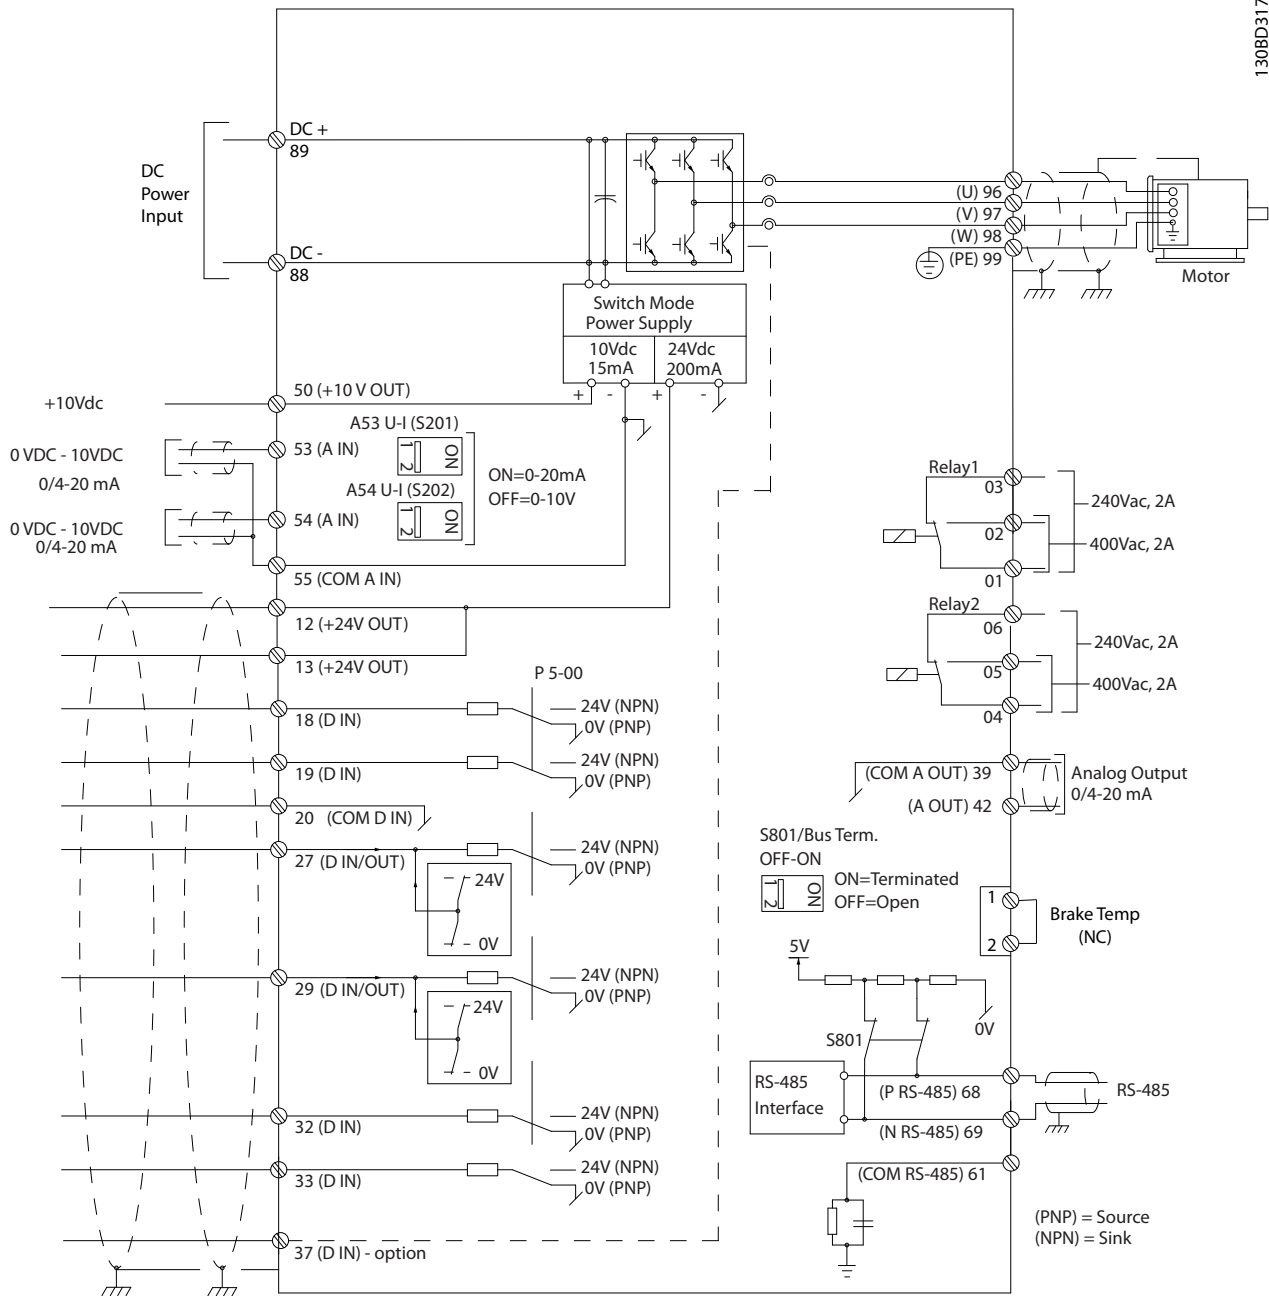 130BD317
DC +
89
DC
Power
Input
DC -
88
(U) 96
(V) 97
(W) 98
(PE) 99
Motor
Switch Mode
Power Supply
10Vdc
15mA
24Vdc
200mA
+ - + -
+10Vdc
50 (+10 V OUT)
A53 U-I (S201)
ON
1 2
0 VDC - 10VDC
0/4-20 mA
53 (A IN)
ON=0-20mA
OFF=0-10V
A54 U-I (S202)
ON
1 2
0 VDC - 10VDC
0/4-20 mA
54 (A IN)
55 (COM A IN)
12 (+24V OUT)
13 (+24V OUT)
P 5-00
18 (D IN)
24V (NPN)
0V (PNP)
19 (D IN)
24V (NPN)
0V (PNP)
20 (COM D IN)
27 (D IN/OUT)
24V (NPN)
0V (PNP)
24V
0V
29 (D IN/OUT)
24V (NPN)
0V (PNP)
24V
0V
32 (D IN)
24V (NPN)
0V (PNP)
33 (D IN)
24V (NPN)
0V (PNP)
37 (D IN) - option
Relay1
03
02
01
240Vac, 2A
400Vac, 2A
Relay2
06
05
04
240Vac, 2A
400Vac, 2A
(COM A OUT) 39
(A OUT) 42
Analog Output
0/4-20 mA
S801/Bus Term.
OFF-ON
ON
1 2
ON=Terminated
OFF=Open
1
2
Brake Temp
(NC)
5V
0V
S801
RS-485
Interface
(P RS-485) 68
(N RS-485) 69
RS-485
(COM RS-485) 61
(PNP) = Source
(NPN) = Sink